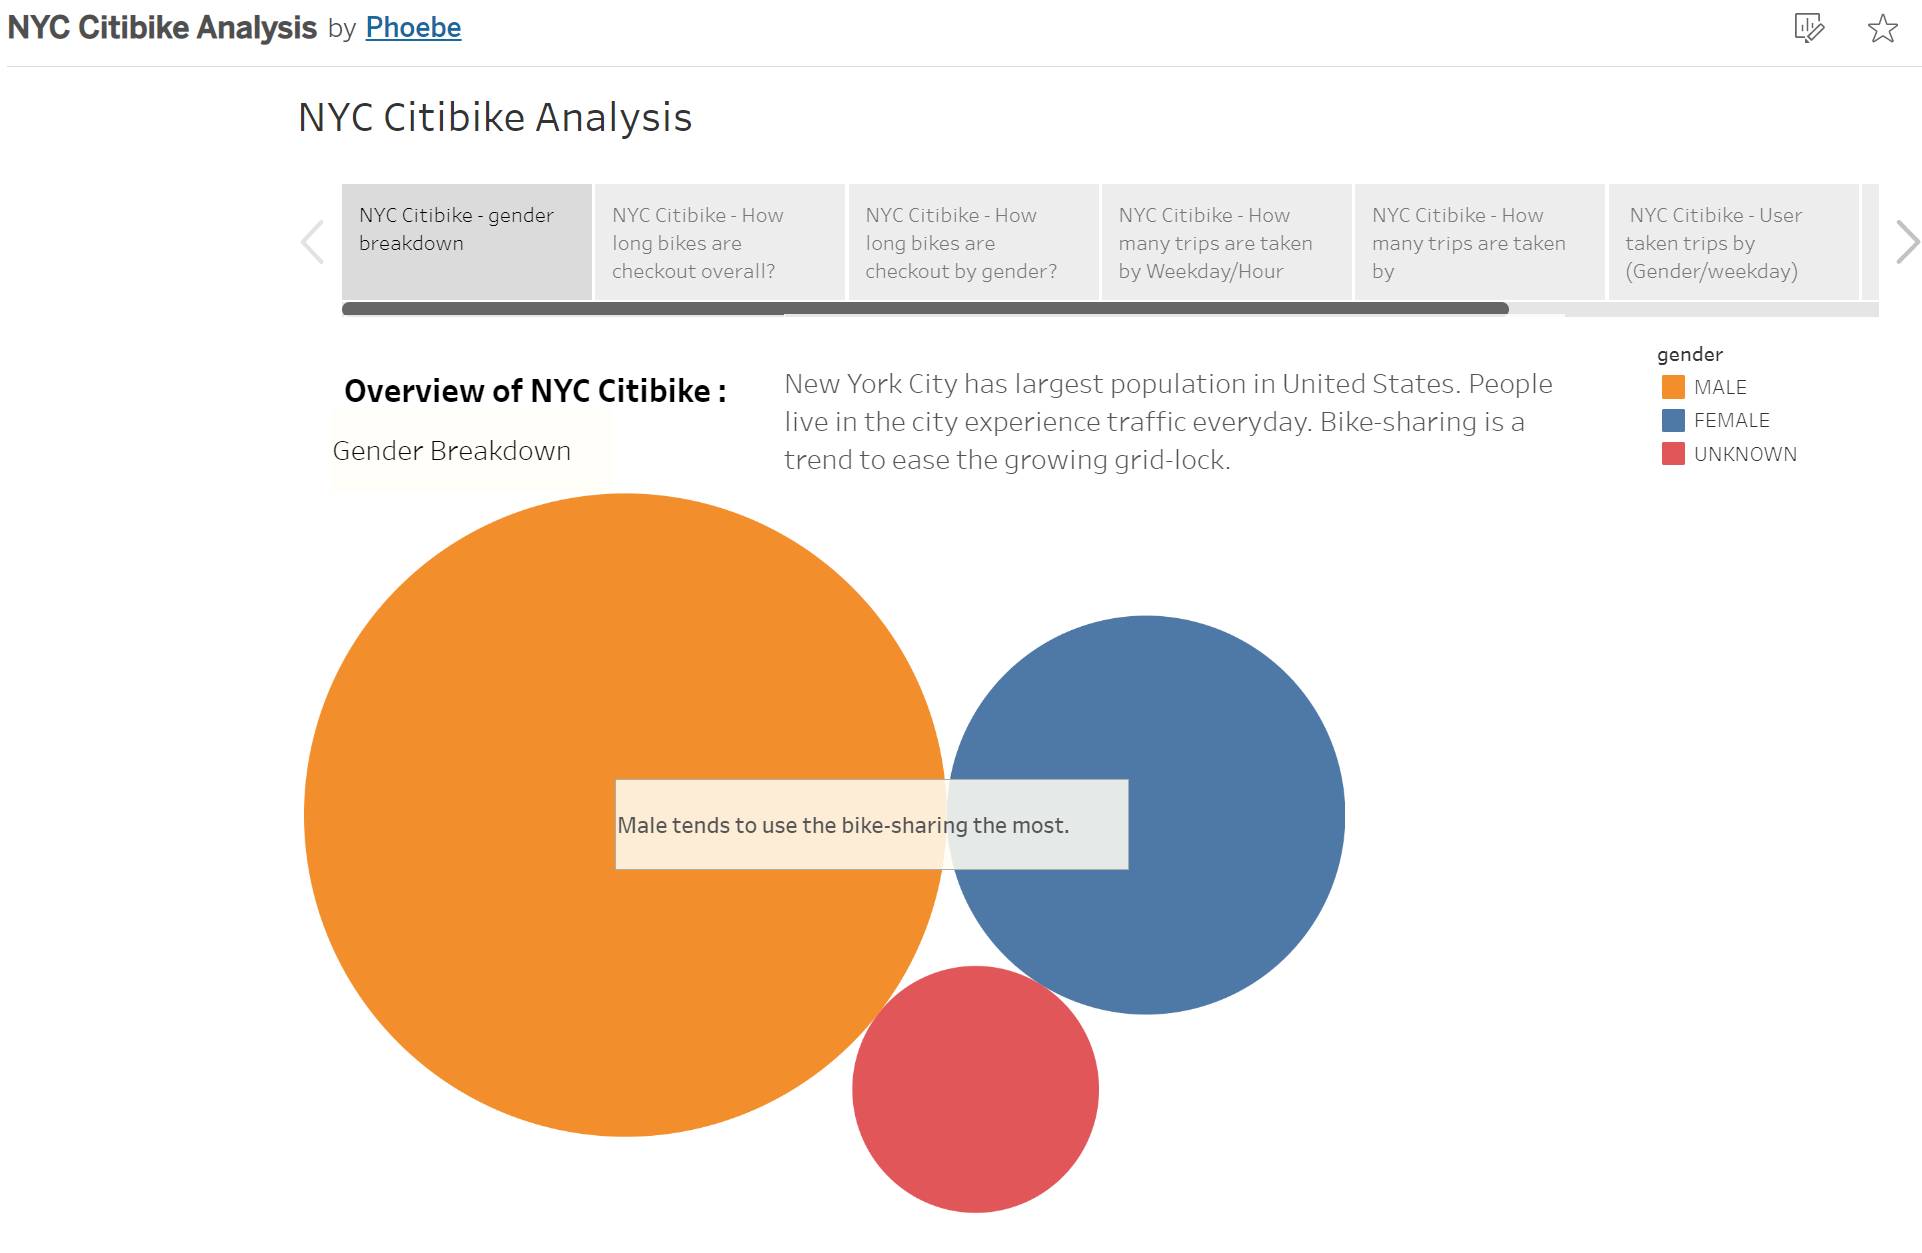 NYC Citibike Analysis by Phoebe
NYC Citibike Analysis
NYC Citibike - gender
breakdown
NYC Citibike - How
long bikes are
checkout overall?
NYC Citibike - How
long bikes are
checkout by gender?
NYC Citibike - How
many trips are taken
by Weekday/Hour
NYC Citibike - How
many trips are taken
by
NYC Citibike - User
taken trips by
(Gender/weekday)
Overview of NYC Citibike :
Gender Breakdown
New York City has largest population in United States. People
live in the city experience traffic everyday. Bike-sharing is a
trend to ease the growing grid-lock.
gender
MALE
FEMALE
UNKNOWN
Male tends to use the bike-sharing the most.